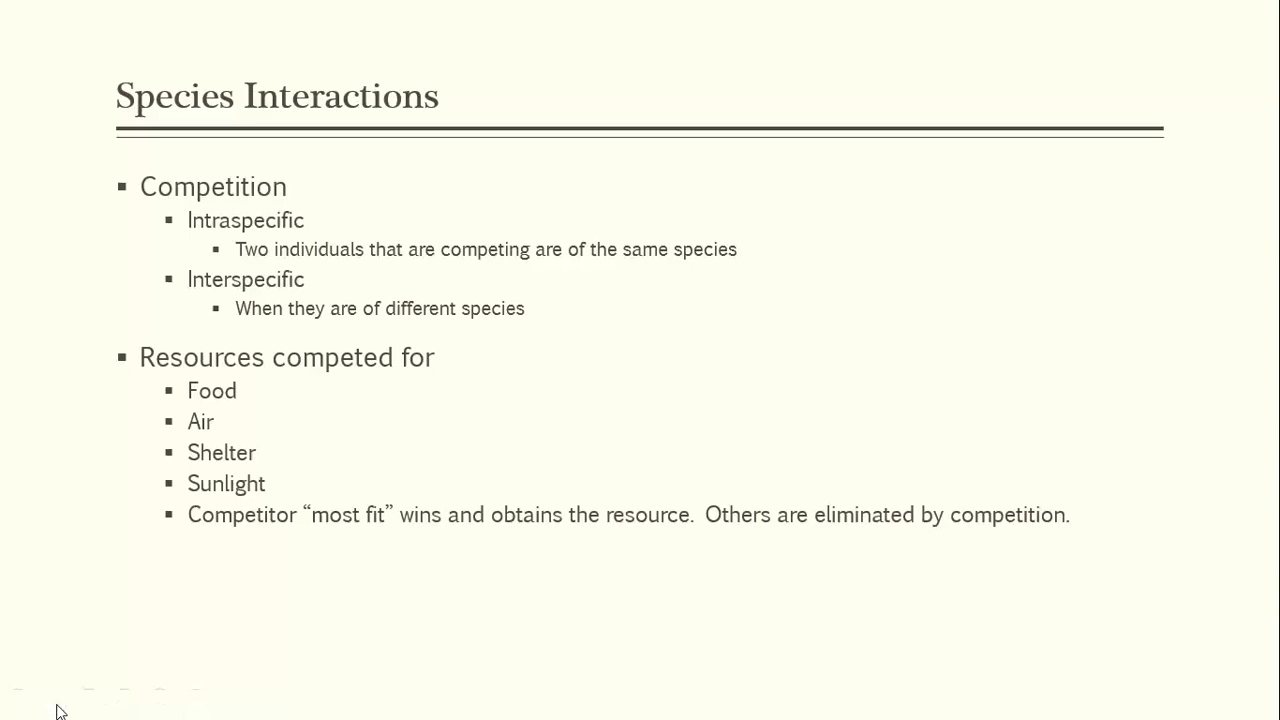 Species Interactions
Competition
Intraspecific
Two individuals that are competing are of the same species
Interspecific
When they are of different species
Resources competed for
Food
Air
Shelter
Sunlight
Competitor “most fit” wins and obtains the resource.  Others are eliminated by competition.